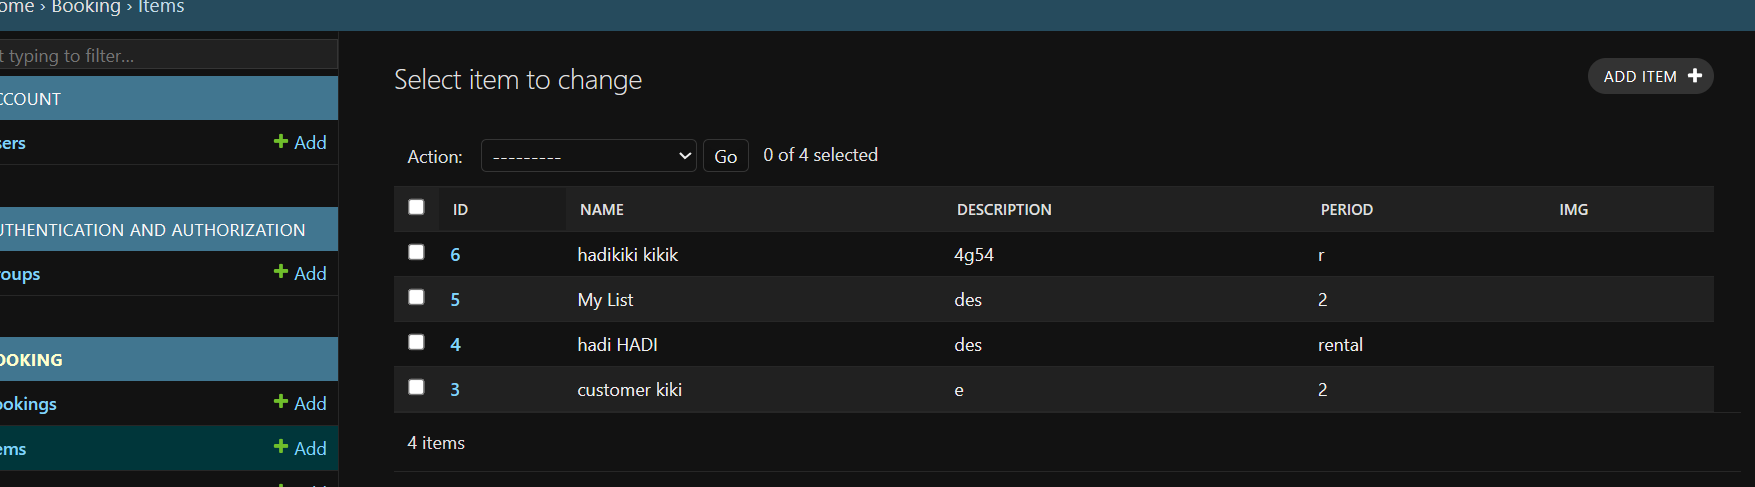 ome › Booking › Items
t typing to filter...
CCOUNT
sers
Add
UTHENTICATION AND AUTHORIZATION
roups
Add
OOKING
ookings
Add
ems
Add
Select item to change
ADD ITEM
Action:
---------
Go
0 of 4 selected
ID NAME DESCRIPTION PERIOD IMG
6 hadikiki kikik 4g54 r
5 My List des 2
4 hadi HADI des rental
3 customer kiki e 2
4 items